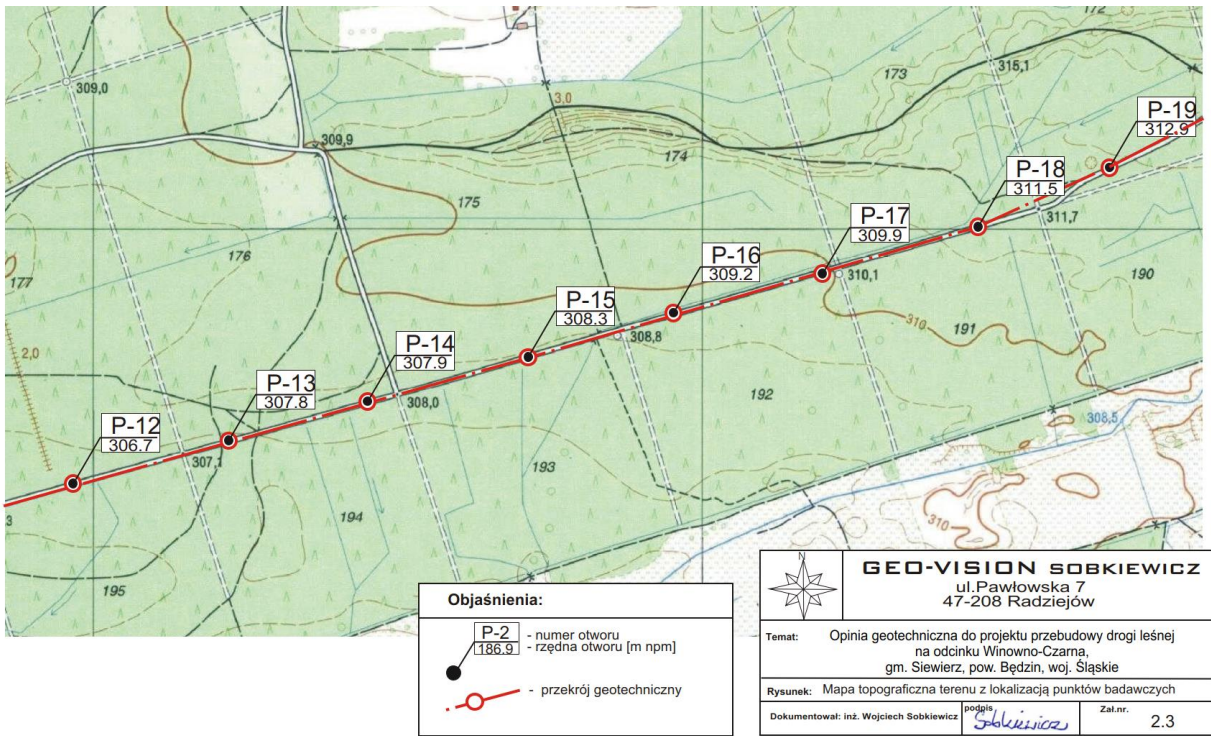 172
173
315,1
309,0
3,0
P-19
312.9
309,9
174
P-18
311.5
175
P-17
309.9
311,7
176
P-16
309.2
177
310,1
190
P-15
308.3
310
191
308,8
P-14
307.9
2,0
P-13
307.8
192
308,0
308,5
P-12
306.7
307,1
193
310
3
194
195
Objaśnienia:
P-2 - numer otworu
186.9 - rzędna otworu [m npm]
- przekrój geotechniczny
N
GEO-VISION SOBKIEWICZ
ul.Pawłowska 7
47-208 Radziejów
Temat: Opinia geotechniczna do projektu przebudowy drogi leśnej
na odcinku Winowno-Czarna,
gm. Siewierz, pow. Będzin, woj. Śląskie
Rysunek: Mapa topograficzna terenu z lokalizacją punktów badawczych
Dokumentował: inż. Wojciech Sobkiewicz
podpis
Sobkiewicz
Zał.nr.
2.3